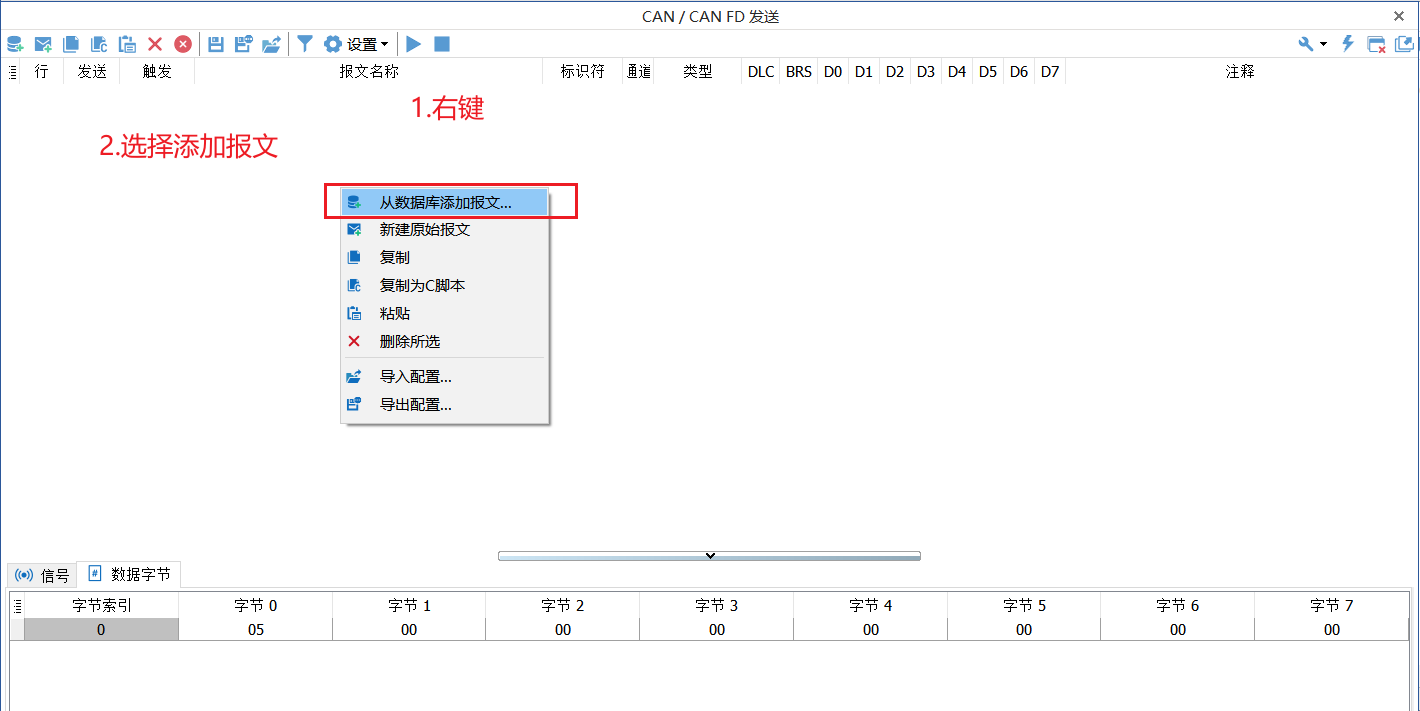 CAN / CAN FD 发送
设置
行 发送 触发 报文名称 标识符 通道 类型 DLC BRS D0 D1 D2 D3 D4 D5 D6 D7 注释
1.右键
2.选择添加报文
从数据库添加报文...
新建原始报文
复制
复制为C脚本
粘贴
删除所选
导入配置...
导出配置...
信号 # 数据字节
字节索引 字节 0 字节 1 字节 2 字节 3 字节 4 字节 5 字节 6 字节 7
0 05 00 00 00 00 00 00 00